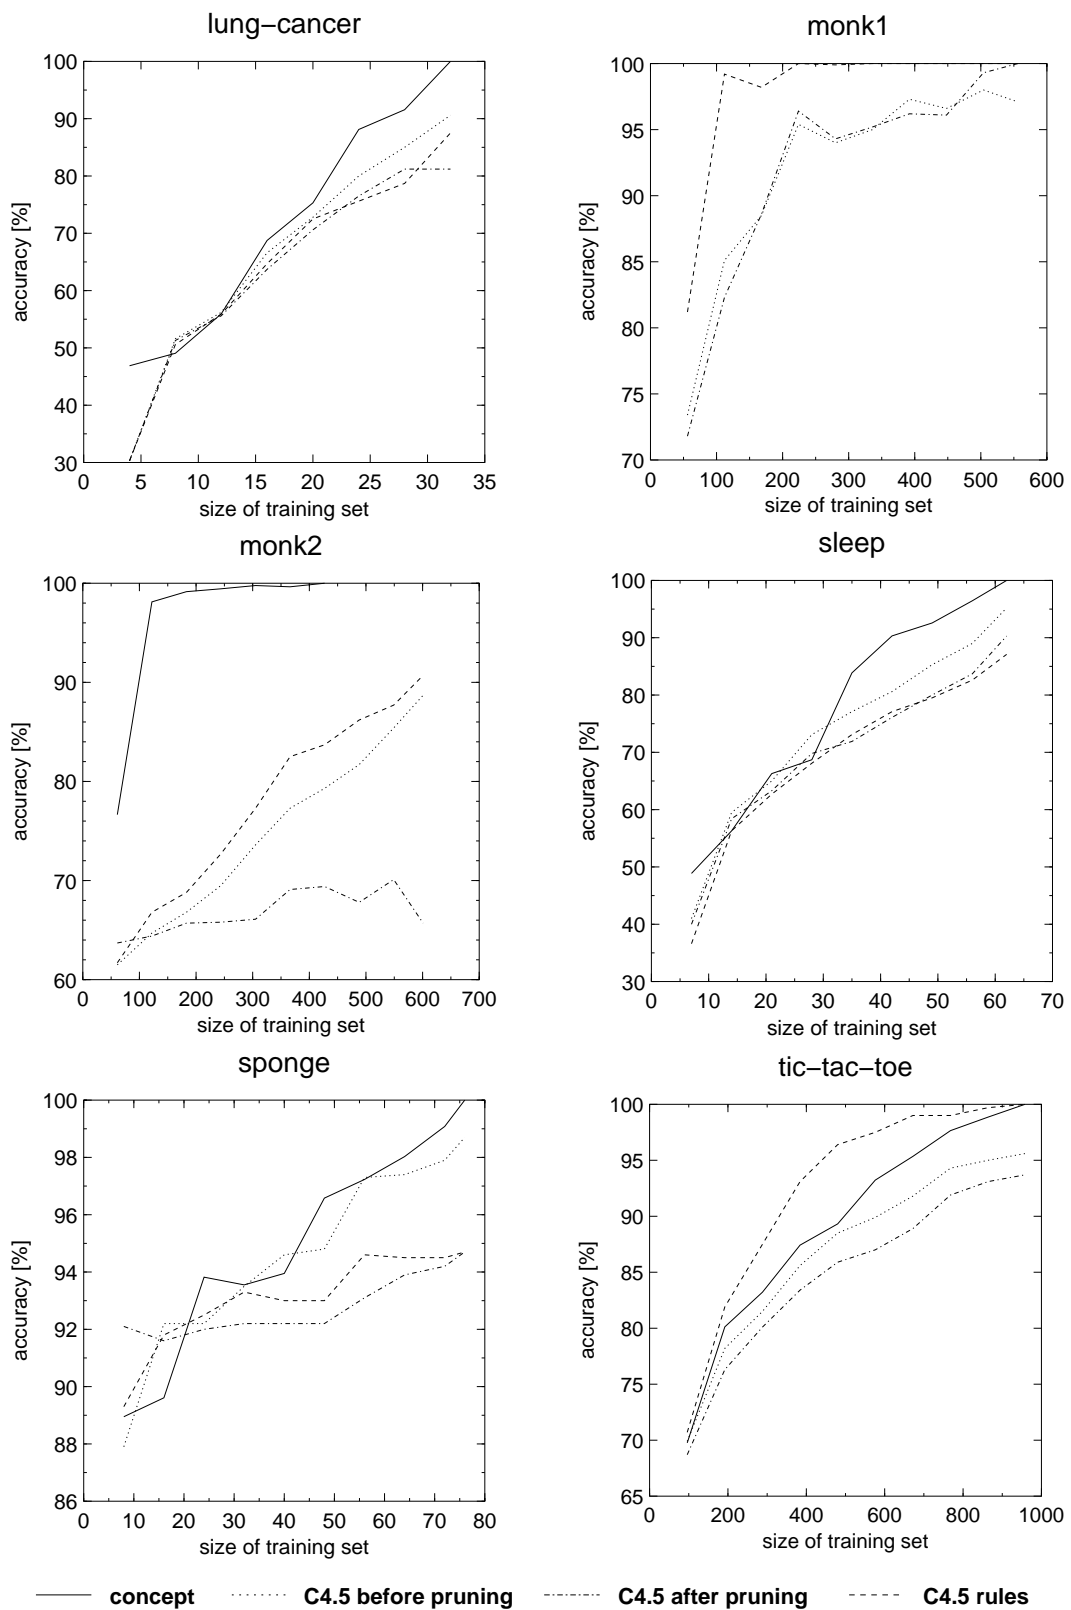 lung−cancer
100
90
80
70
60
50
40
30
0 5 10 15 20 25 30 35
accuracy [%]
size of training set
monk1
100
95
90
85
80
75
70
0 100 200 300 400 500 600
accuracy [%]
size of training set
monk2
100
90
80
70
60
0 100 200 300 400 500 600 700
accuracy [%]
size of training set
sleep
100
90
80
70
60
50
40
30
0 10 20 30 40 50 60 70
accuracy [%]
size of training set
sponge
100
98
96
94
92
90
88
86
0 10 20 30 40 50 60 70 80
accuracy [%]
size of training set
tic−tac−toe
100
95
90
85
80
75
70
65
0 200 400 600 800 1000
accuracy [%]
size of training set
concept C4.5 before pruning C4.5 after pruning C4.5 rules